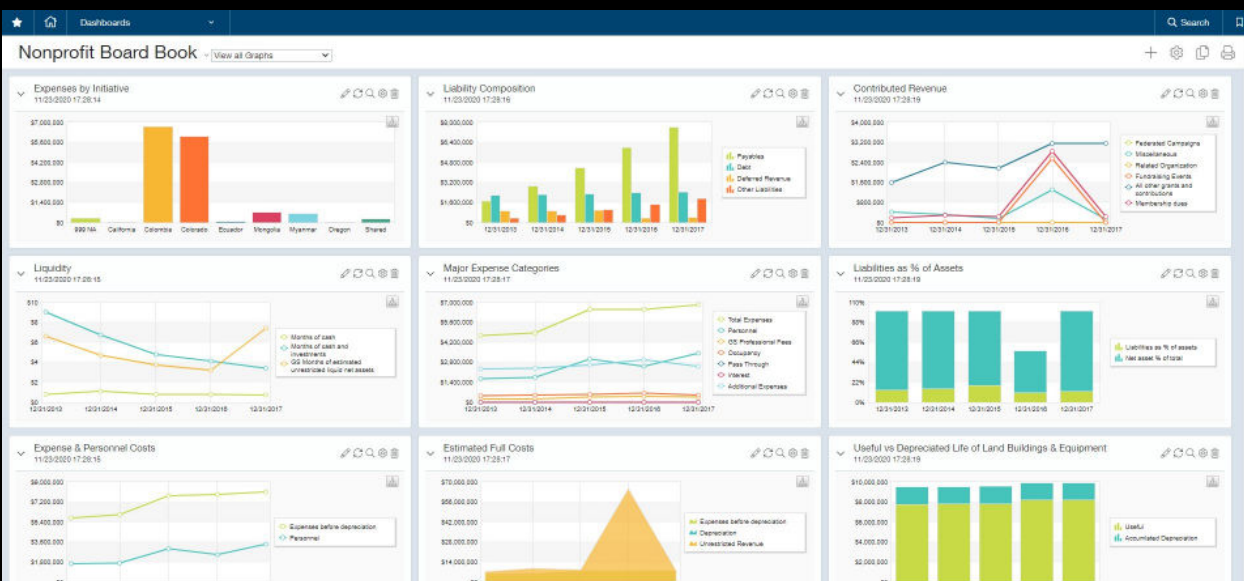 Dashboards
Search
Nonprofit Board Book
View all Graphs
Expenses by Initiative
11/23/2020 17:28:14
$7,000,000
$5,600,000
$4,200,000
$2,800,000
$1,400,000
$0
999 NA California Colombia Colorado Ecuador Mongolia Myanmar Oregon Shared
Liability Composition
11/23/2020 17:28:16
$8,000,000
$6,400,000
$4,800,000
$3,200,000
$1,600,000
$0
12/31/2013 12/31/2014 12/31/2015 12/31/2016 12/31/2017
Payables
Debt
Deferred Revenue
Other Liabilities
Contributed Revenue
11/23/2020 17:28:19
$4,000,000
$3,200,000
$2,400,000
$1,600,000
$800,000
$0
12/31/2013 12/31/2014 12/31/2015 12/31/2016 12/31/2017
Federated Campaigns
Miscellaneous
Related Organization
Fundraising Events
All other grants and
contributions
Membership dues
Liquidity
11/23/2020 17:28:15
$10
$8
$6
$4
$2
$0
12/31/2013 12/31/2014 12/31/2015 12/31/2016 12/31/2017
Months of cash
Months of cash and
investments
GS Months of estimated
unrestricted liquid net assets
Major Expense Categories
11/23/2020 17:28:17
$7,000,000
$5,600,000
$4,200,000
$2,800,000
$1,400,000
$0
12/31/2013 12/31/2014 12/31/2015 12/31/2016 12/31/2017
Total Expenses
Personnel
GS Professional Fees
Occupancy
Pass Through
Interest
Additional Expenses
Liabilities as % of Assets
11/23/2020 17:28:19
110%
88%
66%
44%
22%
0%
12/31/2013 12/31/2014 12/31/2015 12/31/2016 12/31/2017
Liabilities as % of assets
Net asset % of total
Expense & Personnel Costs
11/23/2020 17:28:15
$9,000,000
$7,200,000
$5,400,000
$3,600,000
$1,800,000
Expenses before depreciation
Personnel
Estimated Full Costs
11/23/2020 17:28:17
$70,000,000
$56,000,000
$42,000,000
$28,000,000
$14,000,000
Expenses before depreciation
Depreciation
Unrestricted Revenue
Useful vs Depreciated Life of Land Buildings & Equipment
11/23/2020 17:28:19
$10,000,000
$8,000,000
$6,000,000
$4,000,000
$2,000,000
Useful
Accumlated Depreciation